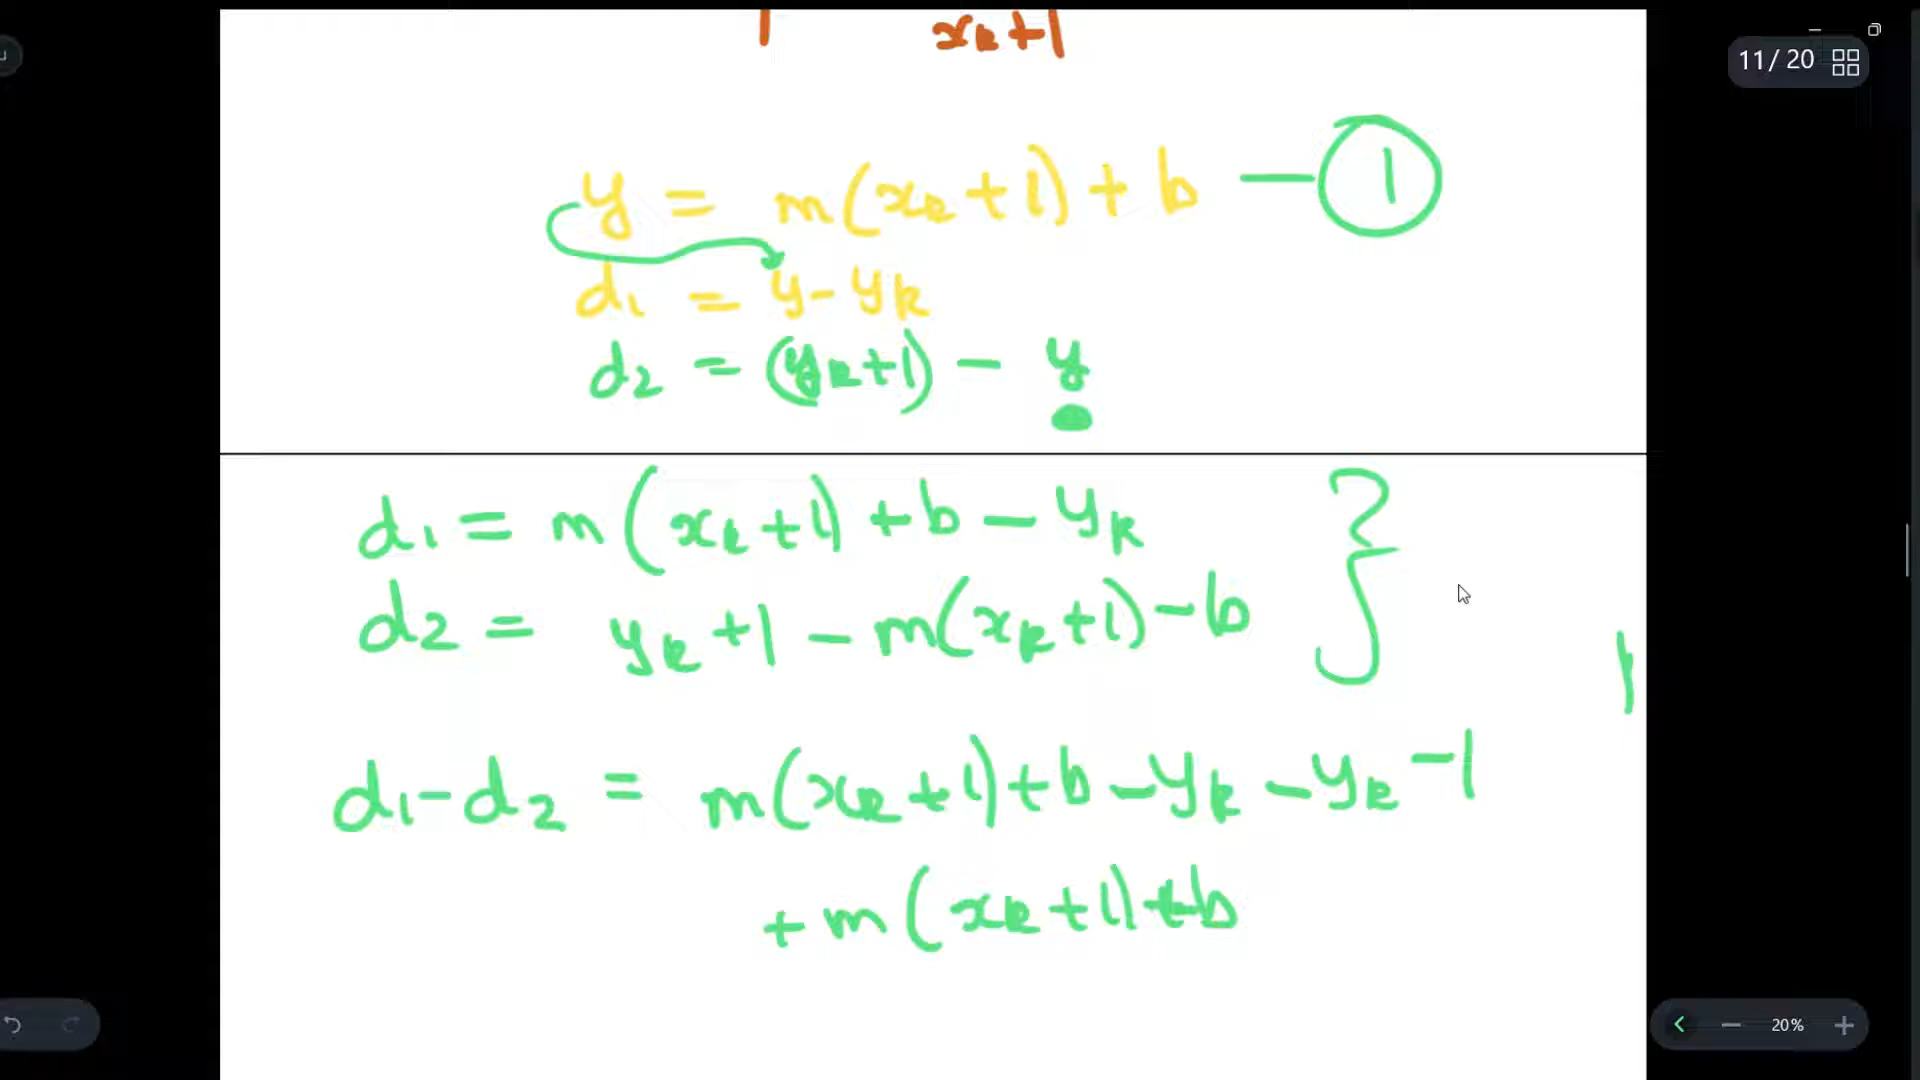 xk+1
11/ 20
y = m(xk+1)+b — 1
d1 = y-yk
d2 = (yk+1) - y
d1 = m(xk+1)+b-yk
d2 = yk+1-m(xk+1)-b
d1-d2 = m(xk+1)+b-yk-yk-1
+m(xk+1)+b
20%